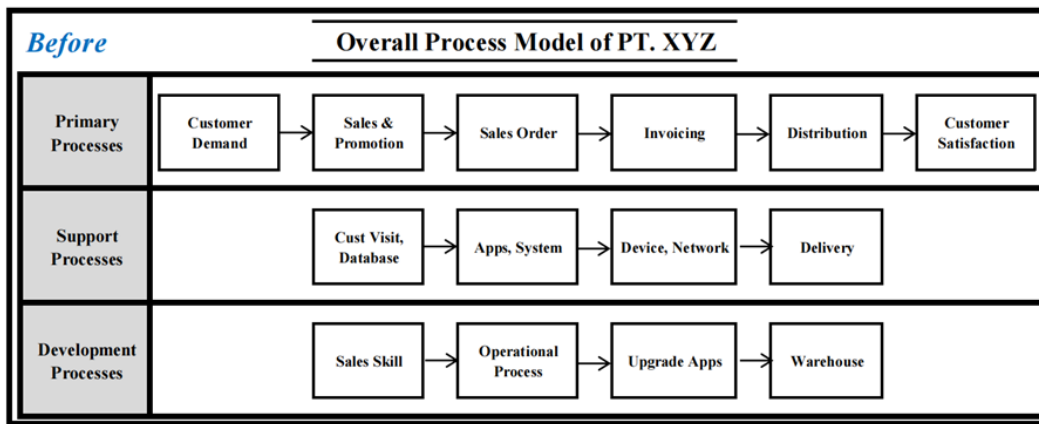 Before
Overall Process Model of PT. XYZ
Primary
Processes
Customer
Demand
Sales &
Promotion
Sales Order
Invoicing
Distribution
Customer
Satisfaction
Support
Processes
Cust Visit,
Database
Apps, System
Device, Network
Delivery
Development
Processes
Sales Skill
Operational
Process
Upgrade Apps
Warehouse